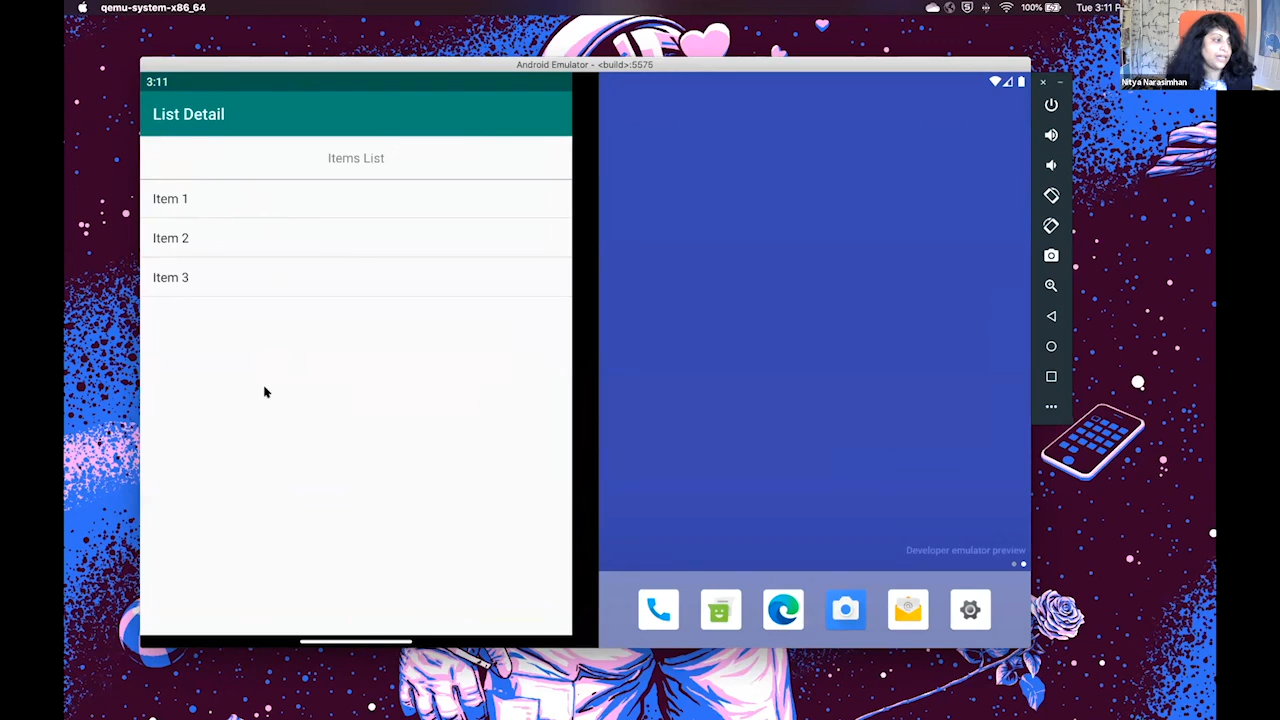 qemu-system-x86_64
100%
Tue 3:11 P
Nitya Narasimhan
Android Emulator - <build>:5575
3:11
List Detail
Items List
Item 1
Item 2
Item 3
Developer emulator preview